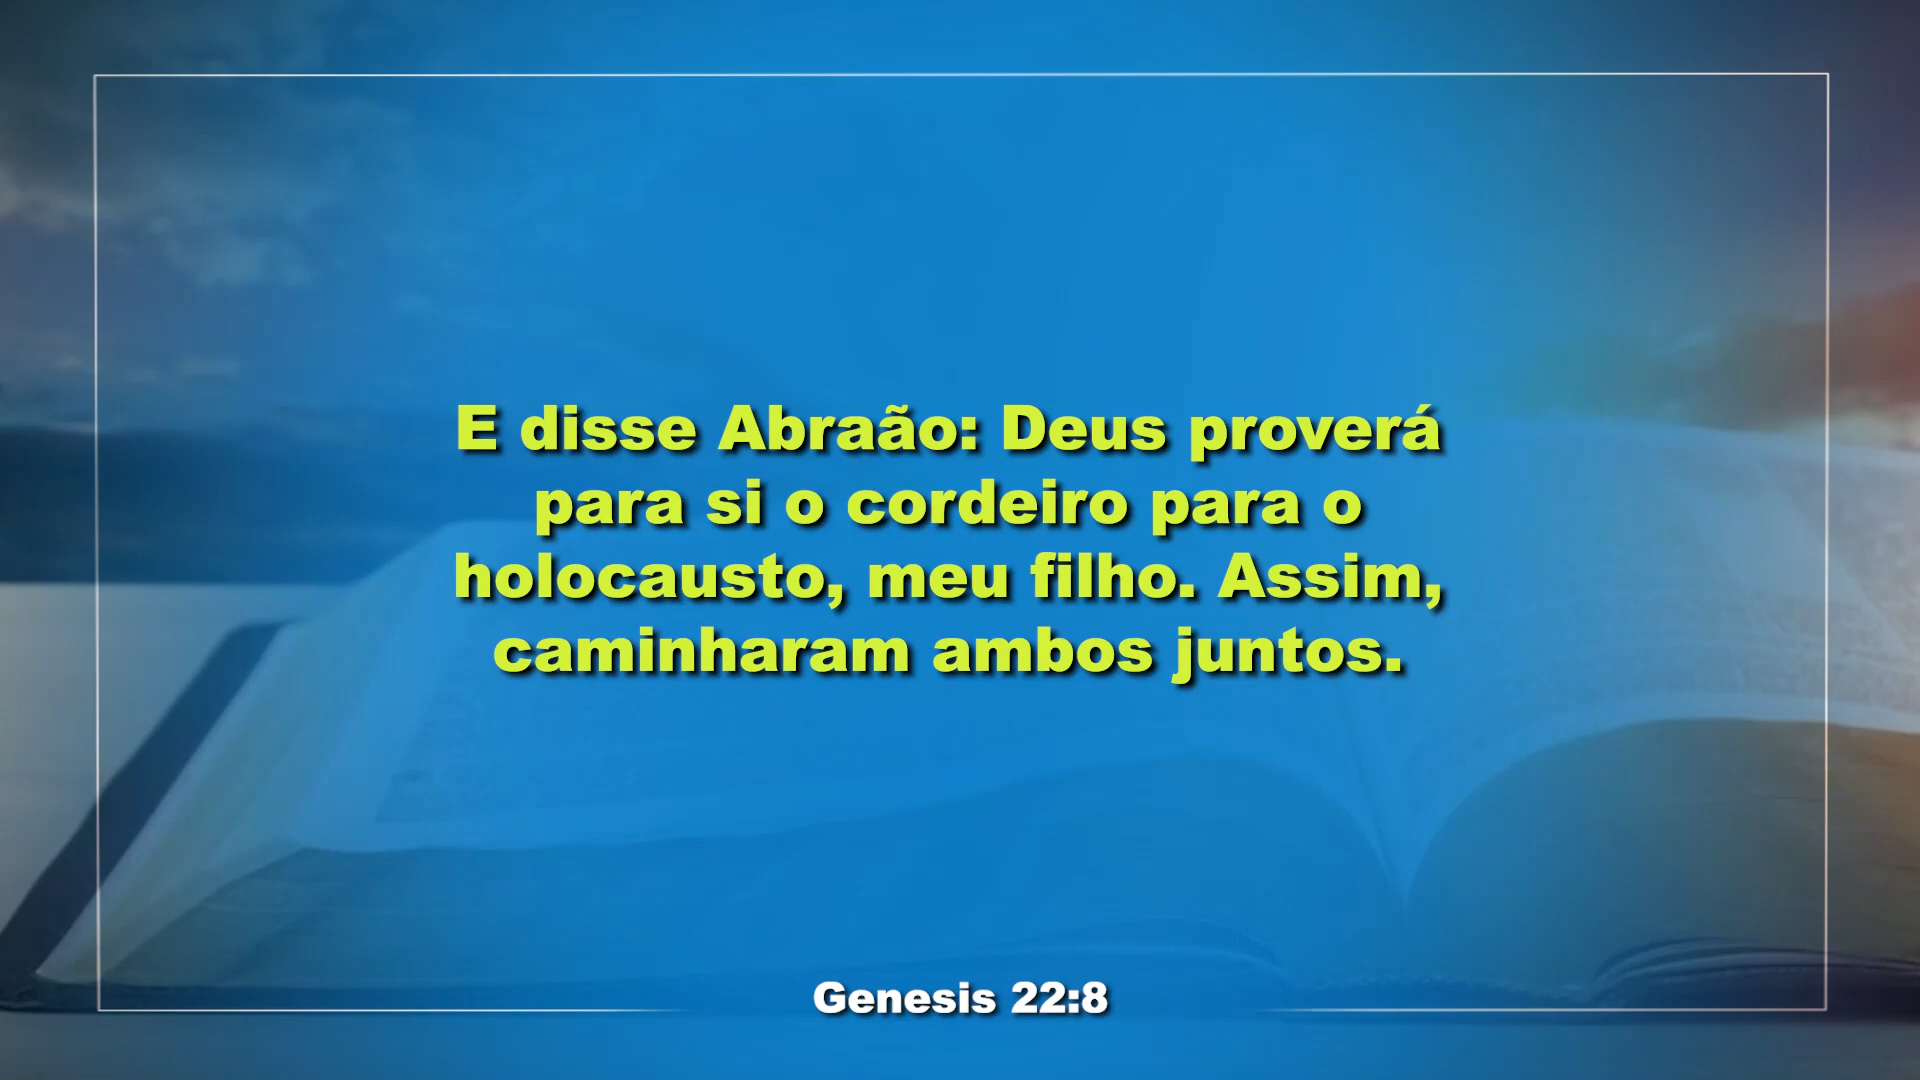 E disse Abraão: Deus proverá
para si o cordeiro para o
holocausto, meu filho. Assim,
caminharam ambos juntos.
Genesis 22:8